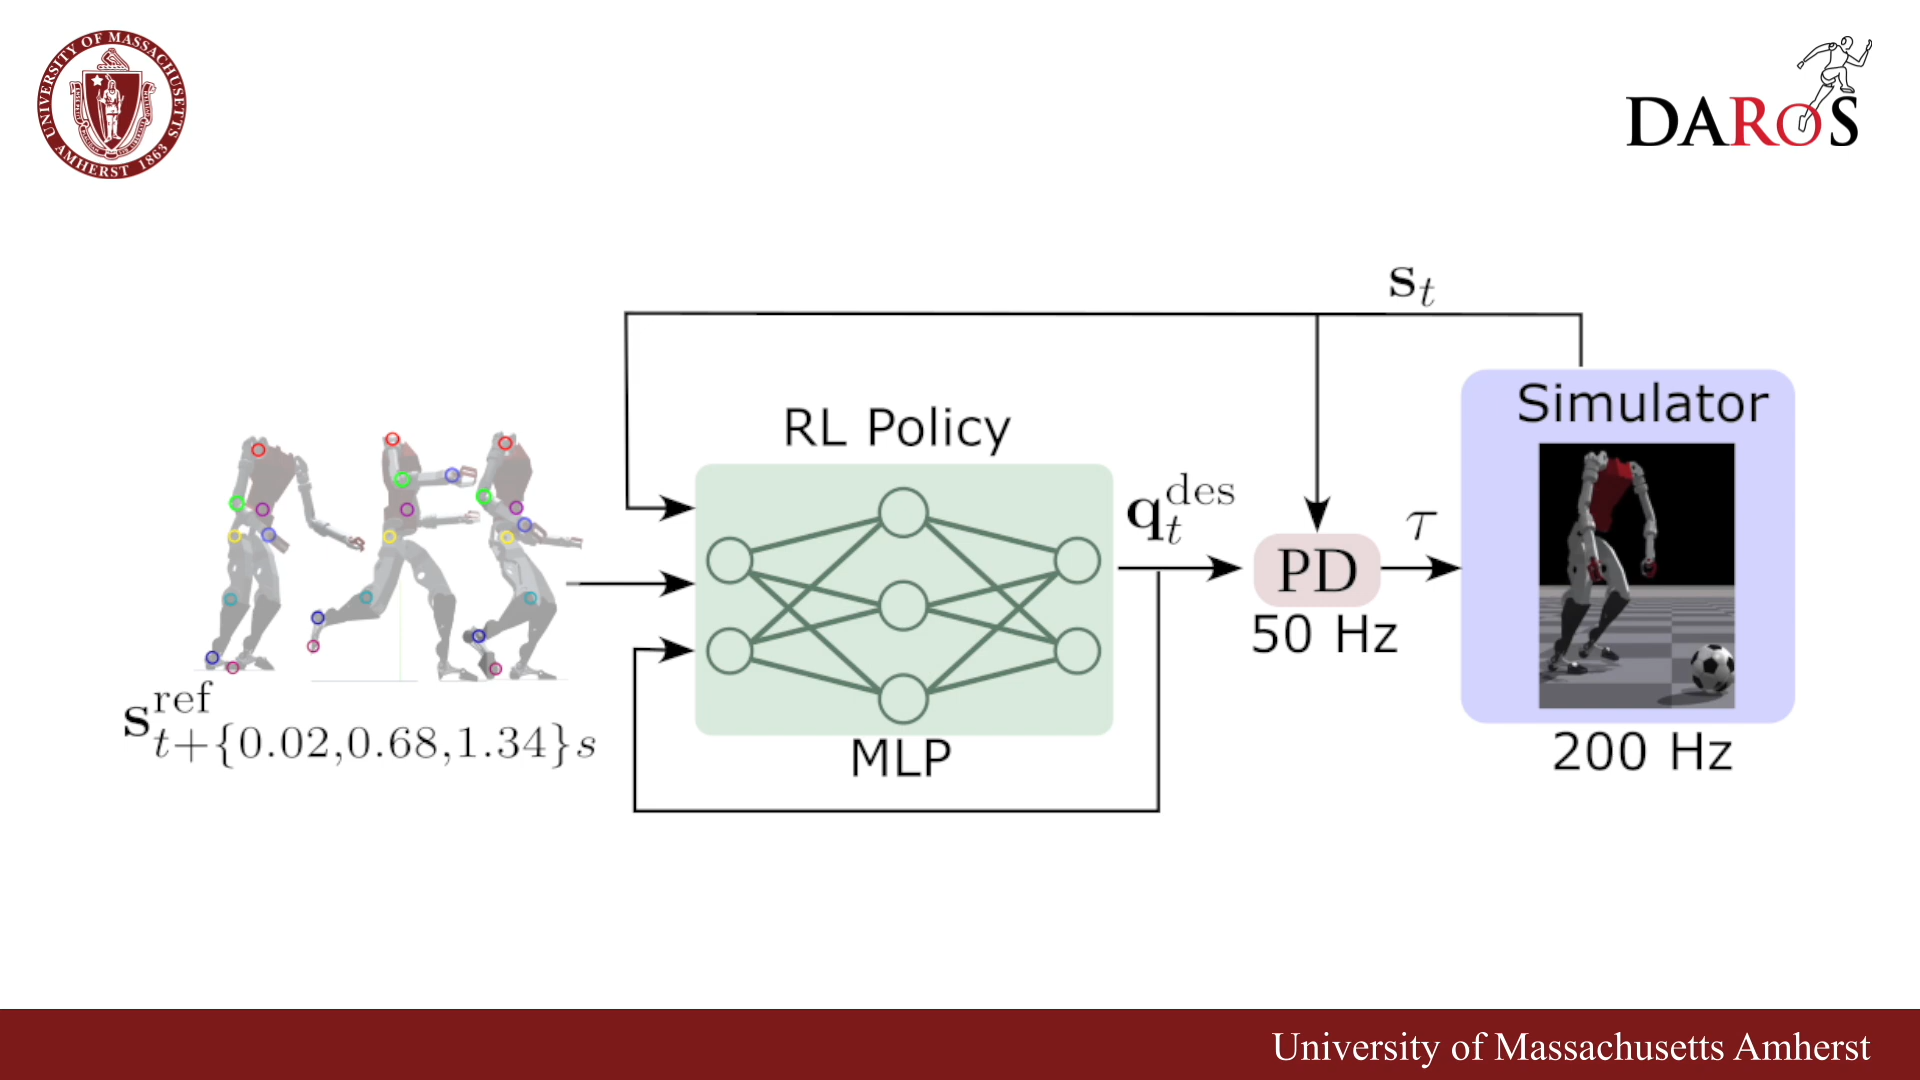 UNIVERSITY OF MASSACHUSETTS
AMHERST 1863
DARoS
s_t
RL Policy
Simulator
q_t^des
τ
PD
50 Hz
s^ref_{t+{0.02,0.68,1.34}s}
MLP
200 Hz
University of Massachusetts Amherst